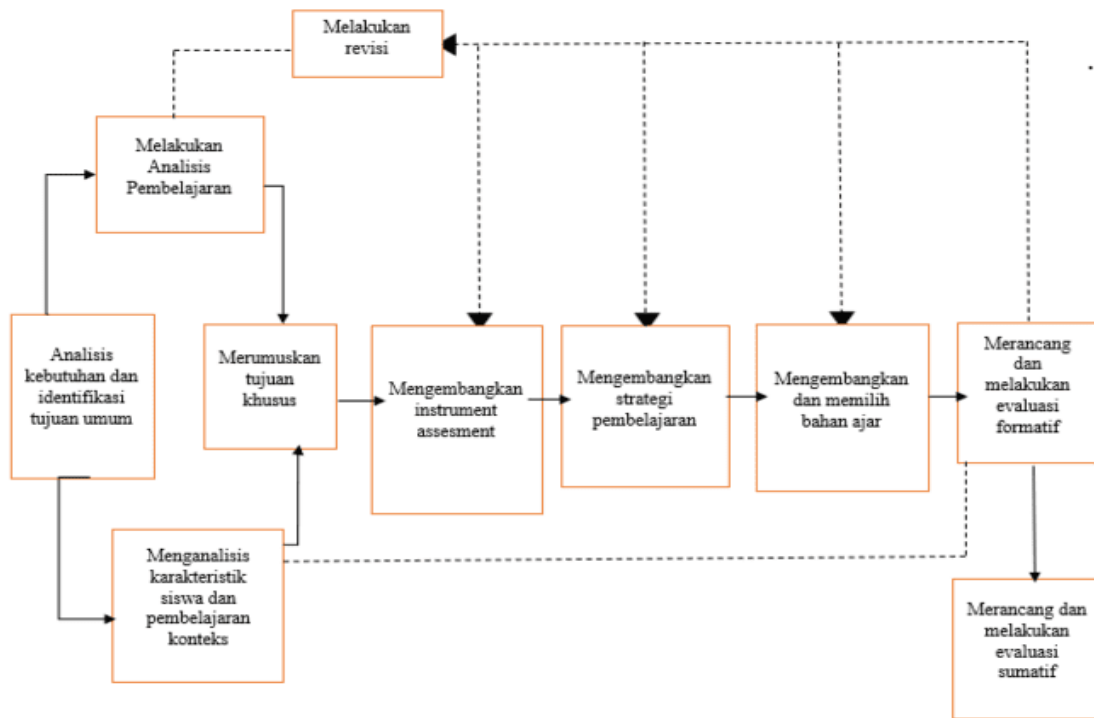 Melakukan
revisi
Melakukan
Analisis
Pembelajaran
Analisis
kebutuhan dan
identifikasi
tujuan umum
Merumuskan
tujuan
khusus
Mengembangkan
instrument
assesment
Mengembangkan
strategi
pembelajaran
Mengembangkan
dan memilih
bahan ajar
Merancang
dan
melakukan
evaluasi
formatif
Menganalisis
karakteristik
siswa dan
pembelajaran
konteks
Merancang dan
melakukan
evaluasi
sumatif